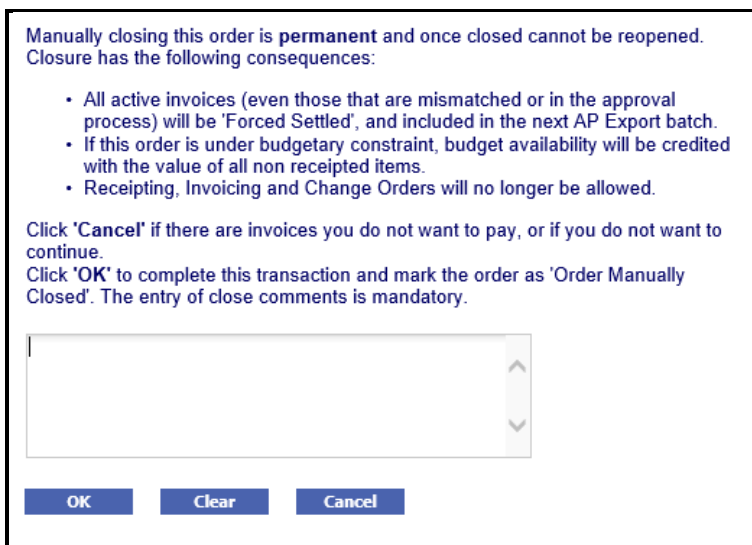 Manually closing this order is permanent and once closed cannot be reopened.
Closure has the following consequences:
• All active invoices (even those that are mismatched or in the approval
process) will be 'Forced Settled', and included in the next AP Export batch.
• If this order is under budgetary constraint, budget availability will be credited
with the value of all non receipted items.
• Receipting, Invoicing and Change Orders will no longer be allowed.
Click 'Cancel' if there are invoices you do not want to pay, or if you do not want to
continue.
Click 'OK' to complete this transaction and mark the order as 'Order Manually
Closed'. The entry of close comments is mandatory.
OK Clear Cancel